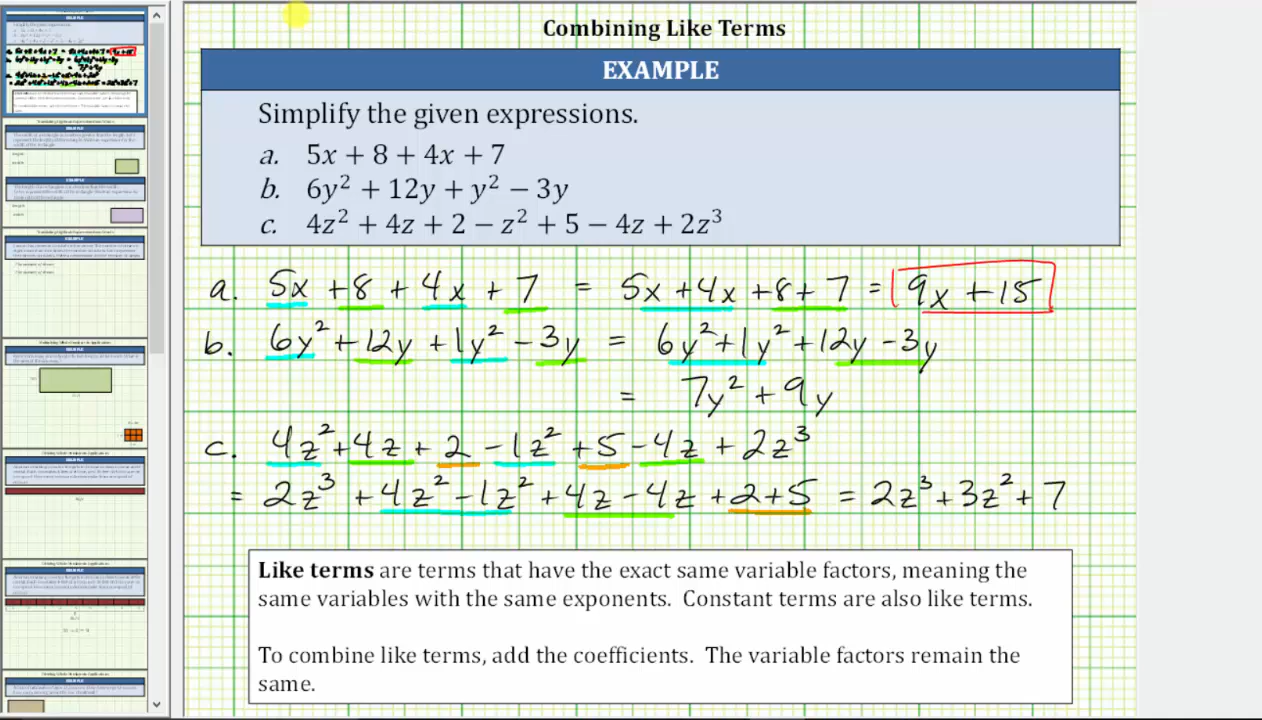 Combining Like Terms
EXAMPLE
Simplify the given expressions.
a. 5x + 8 + 4x + 7
b. 6y² + 12y + y² − 3y
c. 4z² + 4z + 2 − z² + 5 − 4z + 2z³
a. 5x + 8 + 4x + 7 = 5x + 4x + 8 + 7 = 9x + 15
b. 6y² + 12y + 1y² − 3y = 6y² + 1y² + 12y − 3y
= 7y² + 9y
c. 4z² + 4z + 2 − 1z² + 5 − 4z + 2z³
= 2z³ + 4z² − 1z² + 4z − 4z + 2 + 5 = 2z³ + 3z² + 7
Like terms are terms that have the exact same variable factors, meaning the
same variables with the same exponents. Constant terms are also like terms.
To combine like terms, add the coefficients. The variable factors remain the
same.